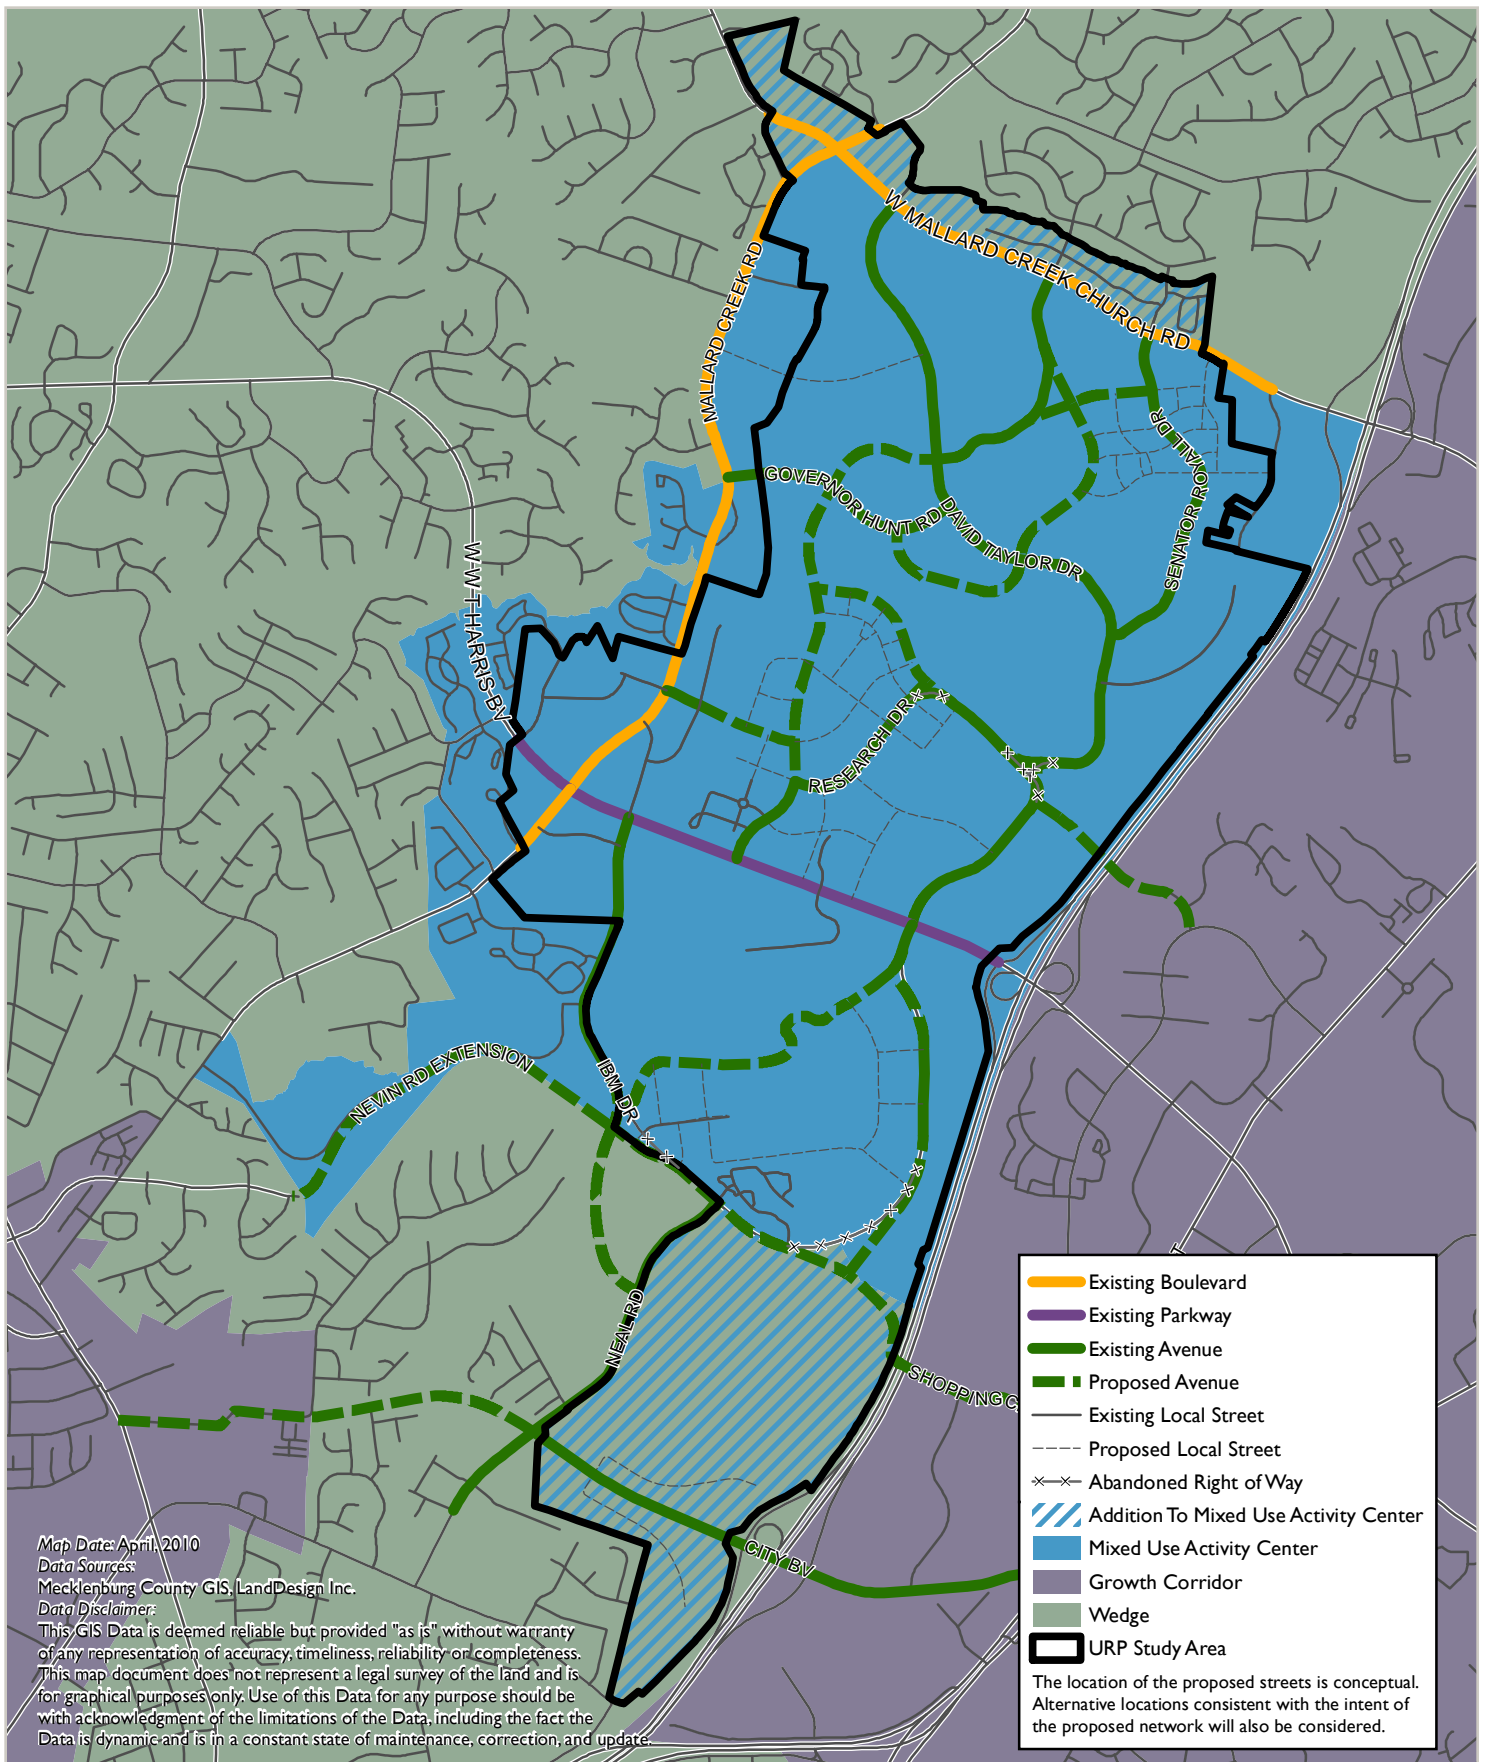 W MALLARD CREEK CHURCH RD
MALLARD CREEK RD
SENATOR ROYALL DR
GOVERNOR HUNT RD
DAVID TAYLOR DR
W W T HARRIS BV
RESEARCH DR
NEVIN RD EXTENSION
IBM DR
NEAL RD
SHOPPING C
CITY BV
T
Existing Boulevard
Existing Parkway
Existing Avenue
Proposed Avenue
Existing Local Street
Proposed Local Street
Abandoned Right of Way
Addition To Mixed Use Activity Center
Mixed Use Activity Center
Growth Corridor
Wedge
URP Study Area
The location of the proposed streets is conceptual.
Alternative locations consistent with the intent of
the proposed network will also be considered.
Map Date: April, 2010
Data Sources:
Mecklenburg County GIS, LandDesign Inc.
Data Disclaimer:
This GIS Data is deemed reliable but provided "as is" without warranty
of any representation of accuracy, timeliness, reliability or completeness.
This map document does not represent a legal survey of the land and is
for graphical purposes only. Use of this Data for any purpose should be
with acknowledgment of the limitations of the Data, including the fact the
Data is dynamic and is in a constant state of maintenance, correction, and update.